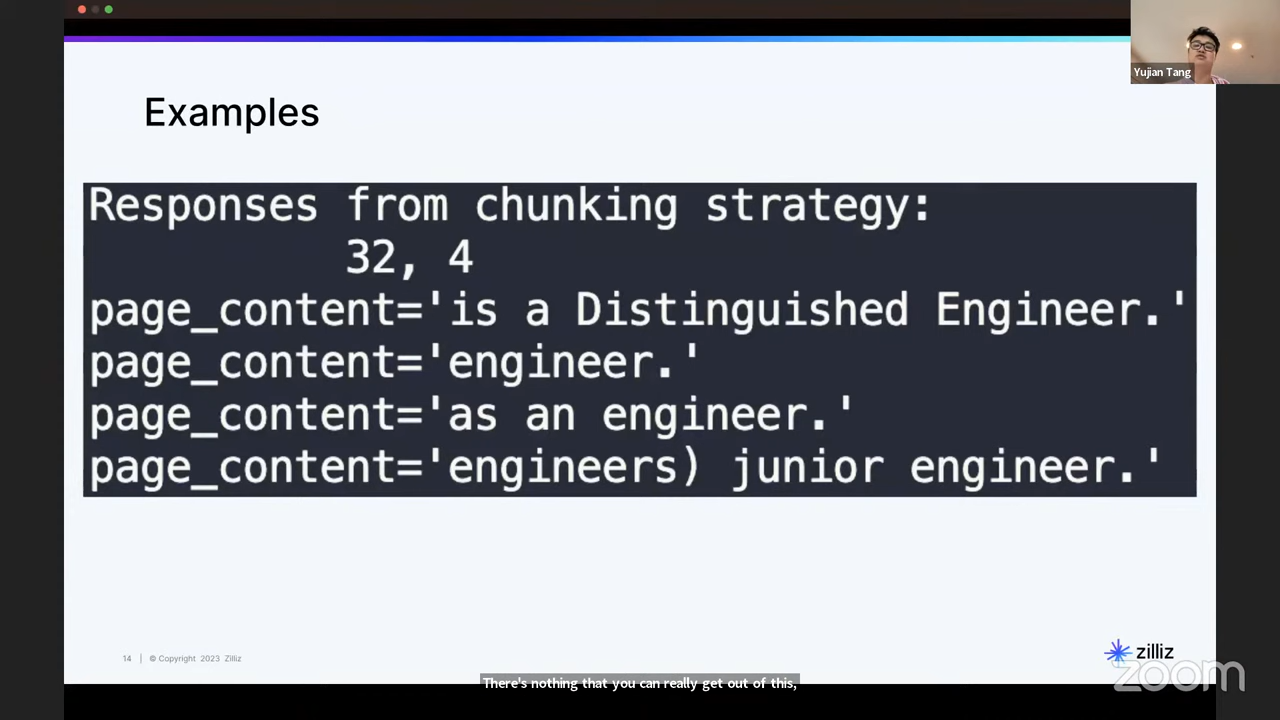 Yujian Tang
Examples
Responses from chunking strategy:
32, 4
page_content='is a Distinguished Engineer.'
page_content='engineer.'
page_content='as an engineer.'
page_content='engineers) junior engineer.'
14 | © Copyright 2023 Zilliz
zilliz
zoom
There's nothing that you can really get out of this,